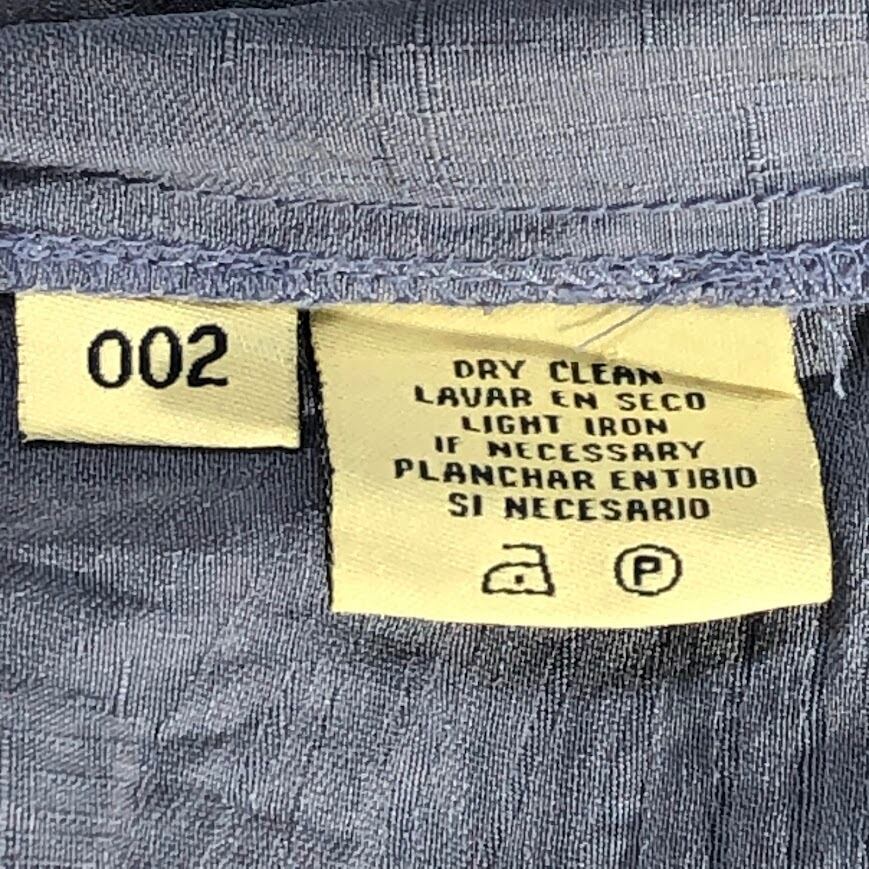 002
DRY CLEAN
LAVAR EN SECO
LIGHT IRON
IF NECESSARY
PLANCHAR ENTIBIO
SI NECESARIO
P